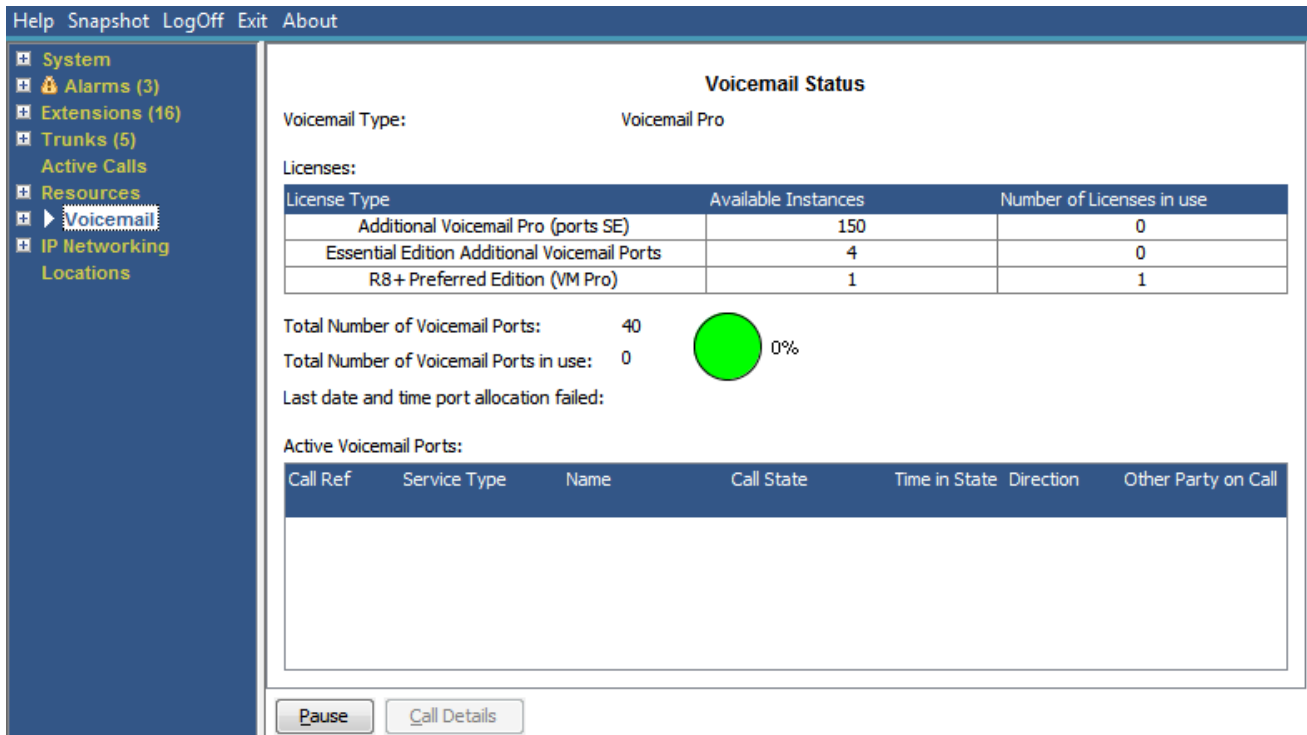 Help Snapshot LogOff Exit About
System
Alarms (3)
Extensions (16)
Trunks (5)
Active Calls
Resources
Voicemail
IP Networking
Locations
Voicemail Status
Voicemail Type: Voicemail Pro
Licenses:
License Type Available Instances Number of Licenses in use
Additional Voicemail Pro (ports SE) 150 0
Essential Edition Additional Voicemail Ports 4 0
R8+ Preferred Edition (VM Pro) 1 1
Total Number of Voicemail Ports: 40
0%
Total Number of Voicemail Ports in use: 0
Last date and time port allocation failed:
Active Voicemail Ports:
Call Ref Service Type Name Call State Time in State Direction Other Party on Call
Pause Call Details